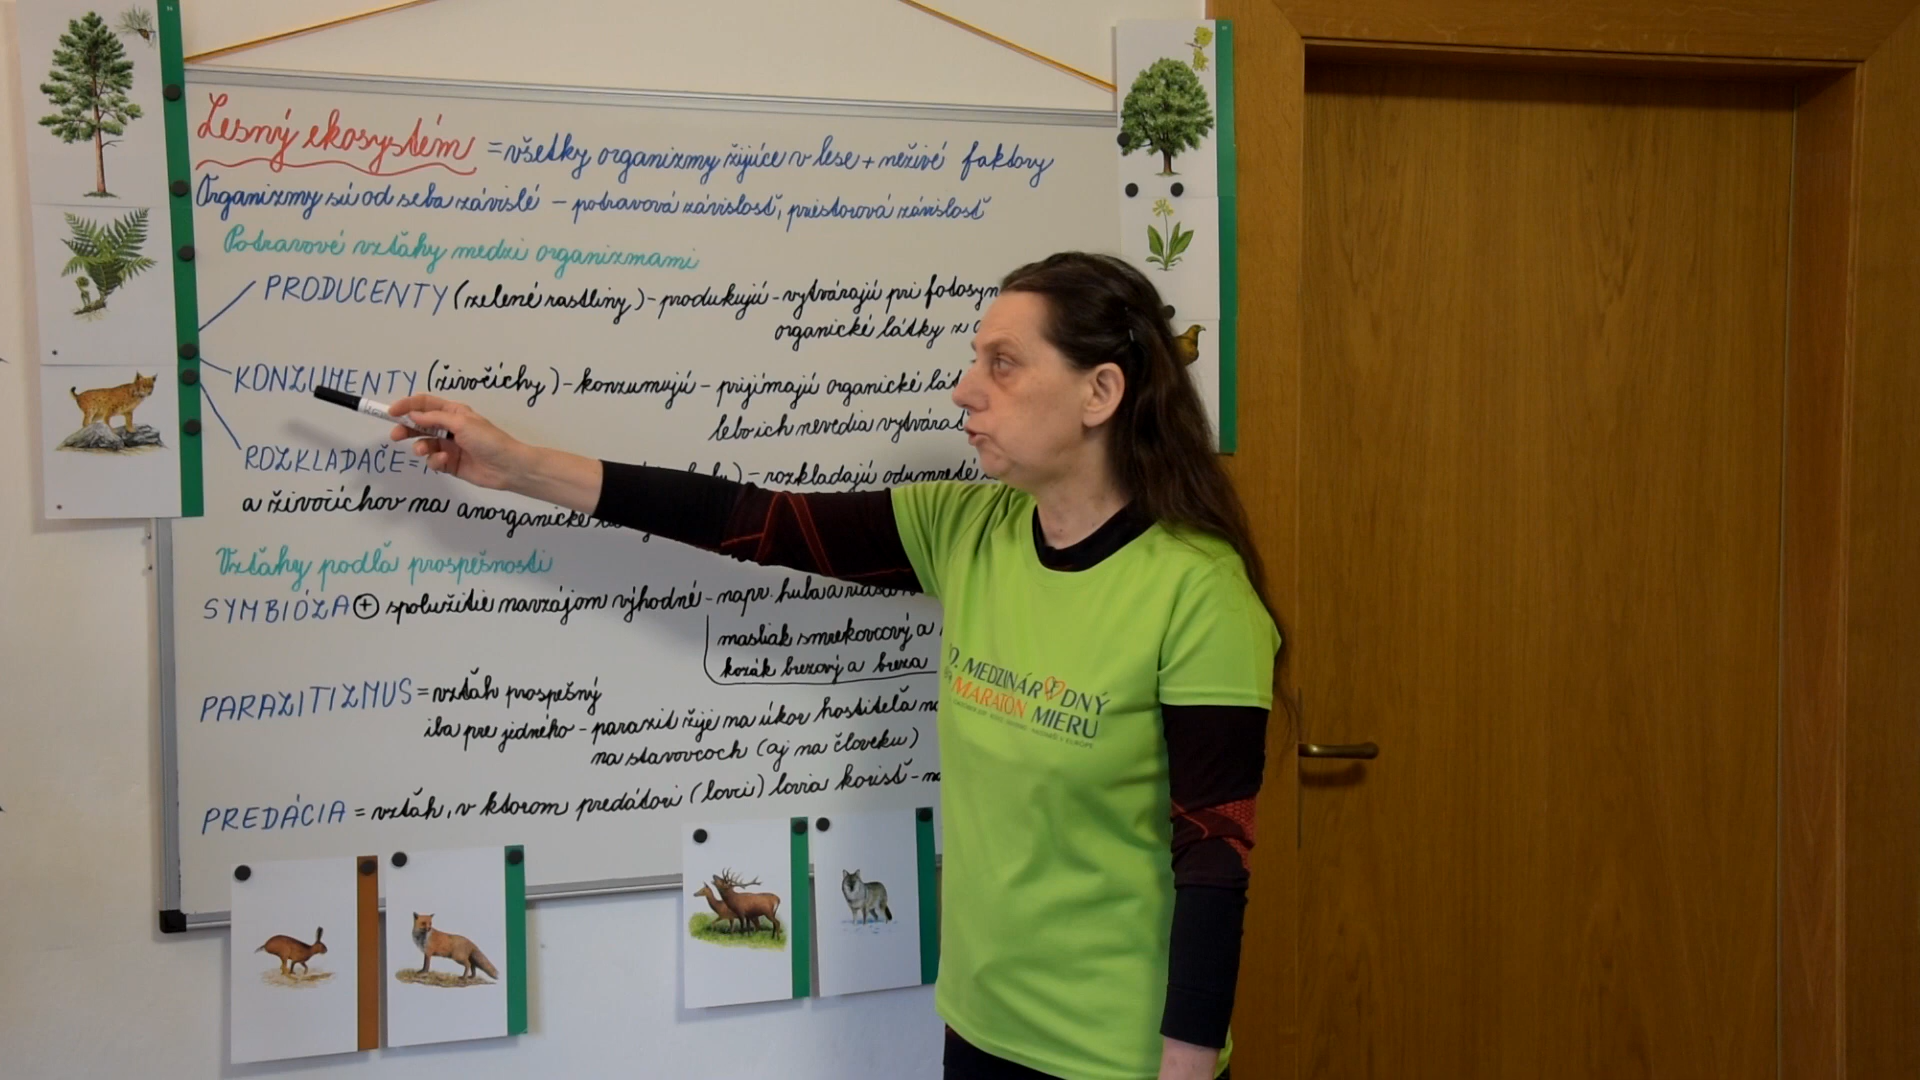 Lesný ekosystém = všetky organizmy žijúce v lese + neživé faktory
Organizmy sú od seba závislé - potravová závislosť, priestorová závislosť
Potravové vzťahy medzi organizmami
PRODUCENTY (zelené rastliny) - produkujú - vytvárajú pri fotosyn
organické látky z
KONZUMENTY (živočíchy) - konzumujú - prijímajú organické lát
lebo ich nevedia vytvárať
ROZKLADAČE = - rozkladajú odumreté
a živočíchov na anorganické
Vzťahy podľa prospešnosti
SYMBIÓZA + spolužitie navzájom výhodné - napr. huba a riasa
masliak smrekovcový a
kozák brezový a breza
PARAZITIZMUS = vzťah prospešný
iba pre jedného - parazit žije na úkor hostiteľa
na stavovcoch (aj na človeku)
PREDÁCIA = vzťah, v ktorom predátori (lovci) lovia korisť -
MEDZINÁRODNÝ
MARATÓN MIERU